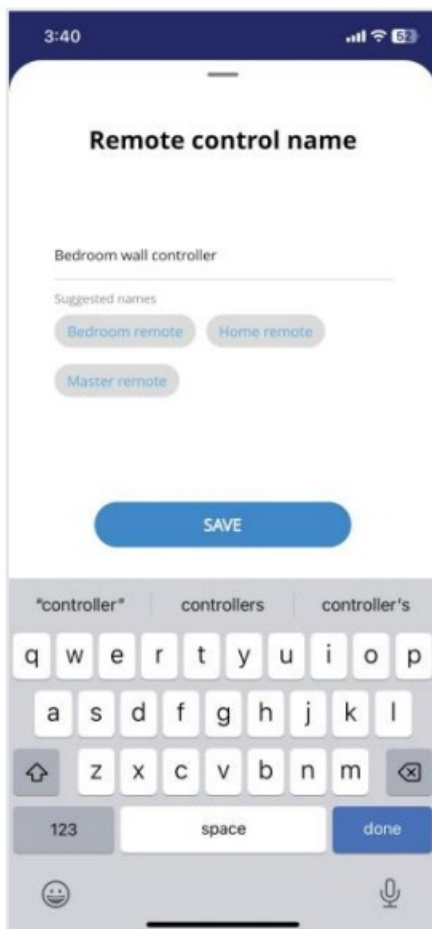 3:40
52
Remote control name
Bedroom wall controller
Suggested names
Bedroom remote Home remote
Master remote
SAVE
“controller” controllers controller's
q w e r t y u i o p
a s d f g h j k l
z x c v b n m
123 space done